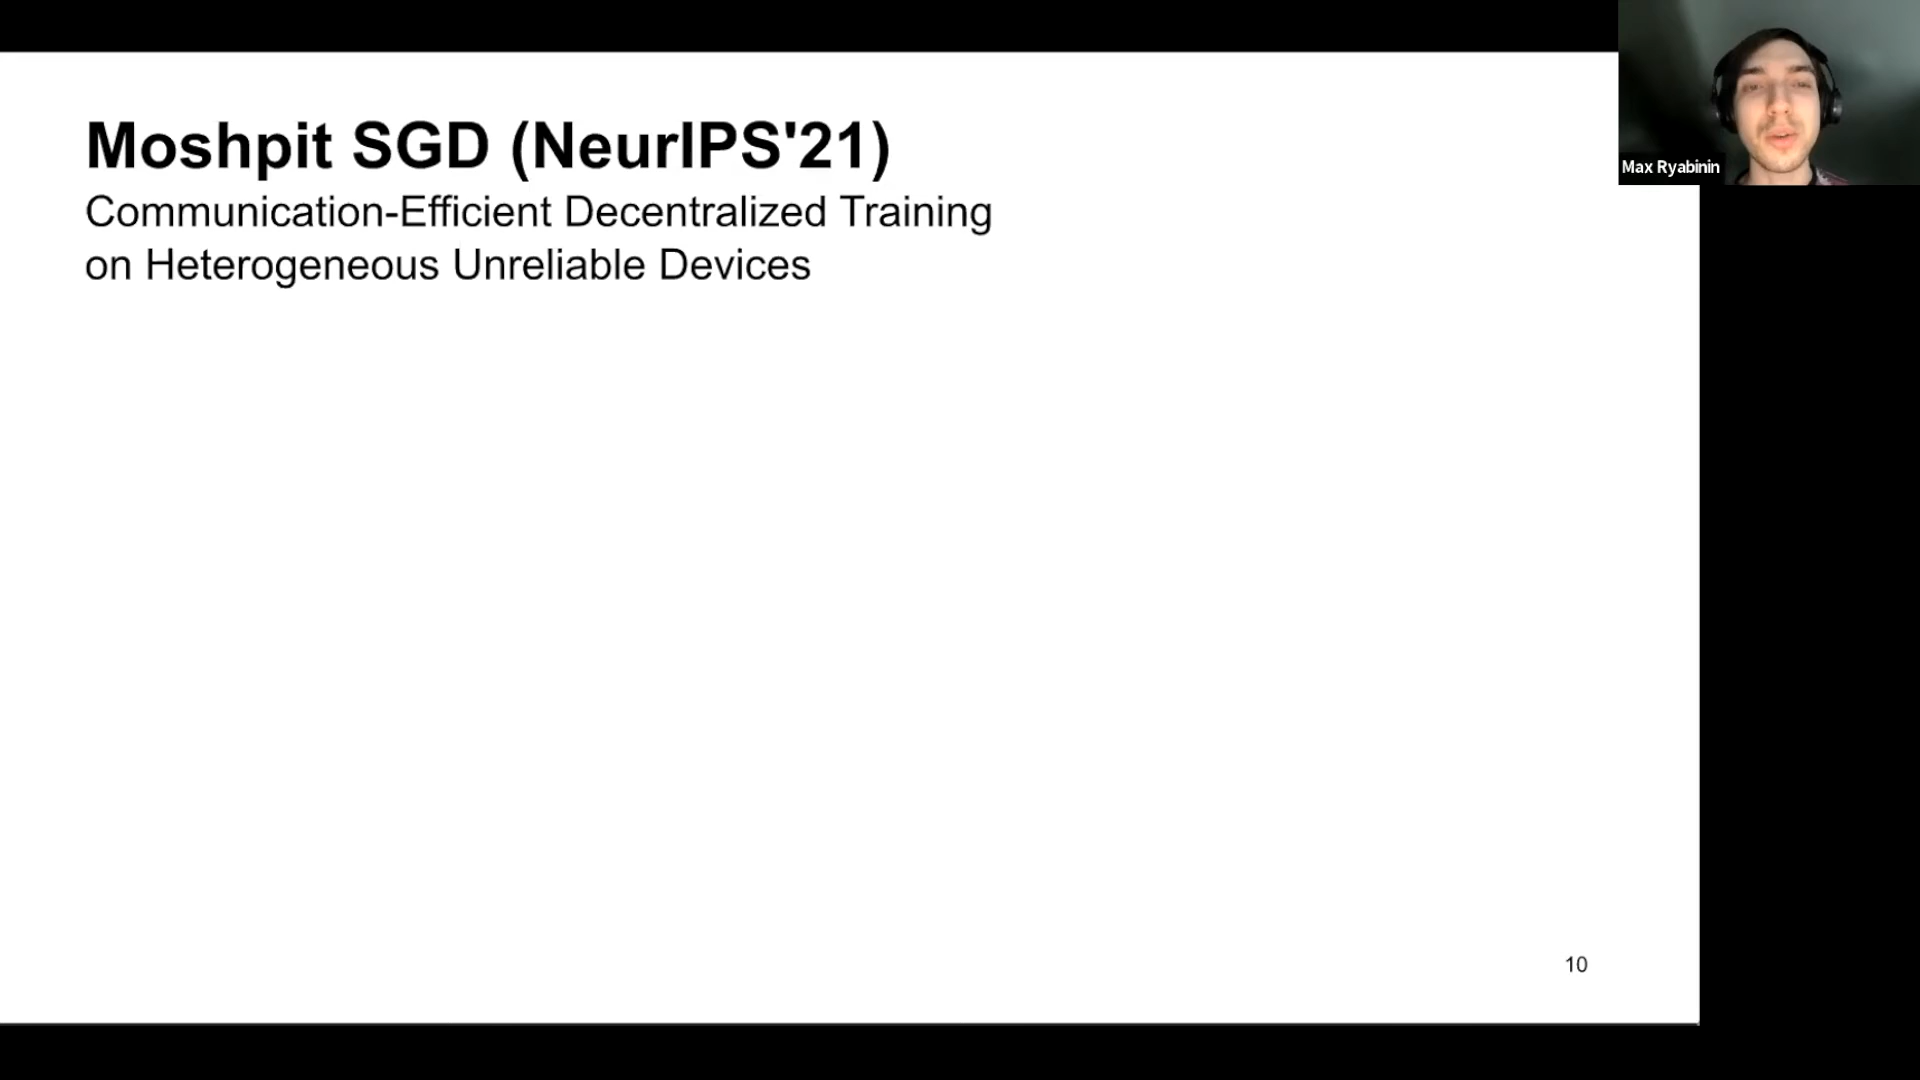 Moshpit SGD (NeurIPS'21)
Communication-Efficient Decentralized Training
on Heterogeneous Unreliable Devices
Max Ryabinin
10